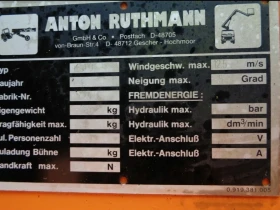 ANTON RUTHMANN
GmbH & Co • Postfach D-48705
von-Braun-Str.4 D-48712 Gescher - Hochmoor
yp
aujahr
abrik-Nr.
igengewicht kg
ragfähigkeit max. kg
ul. Personenzahl
uladung Bühne kg
andkraft max. N
Windgeschw. max. m/s
Neigung max. Grad
FREMDENERGIE:
Hydraulik max. bar
Hydraulik max. dm³/min
Elektr.-Anschluß V
Elektr.-Anschluß A